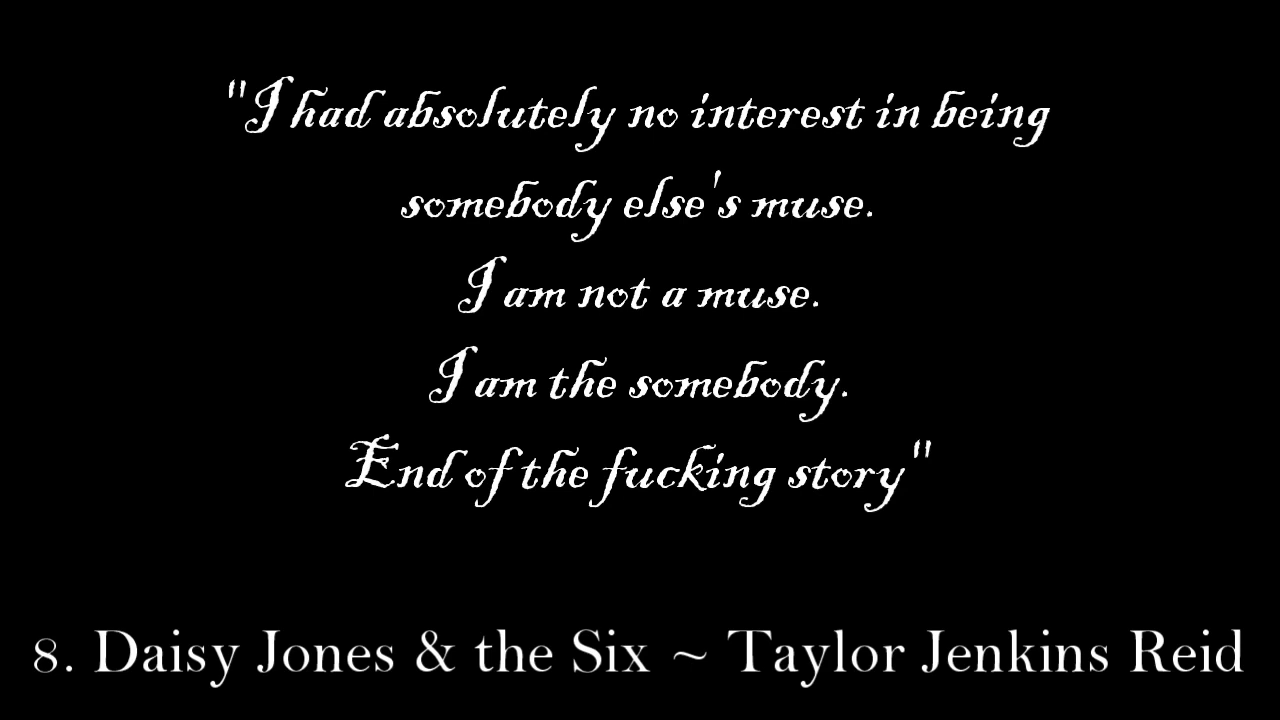 "I had absolutely no interest in being
somebody else's muse.
I am not a muse.
I am the somebody.
End of the fucking story"
8. Daisy Jones & the Six ~ Taylor Jenkins Reid